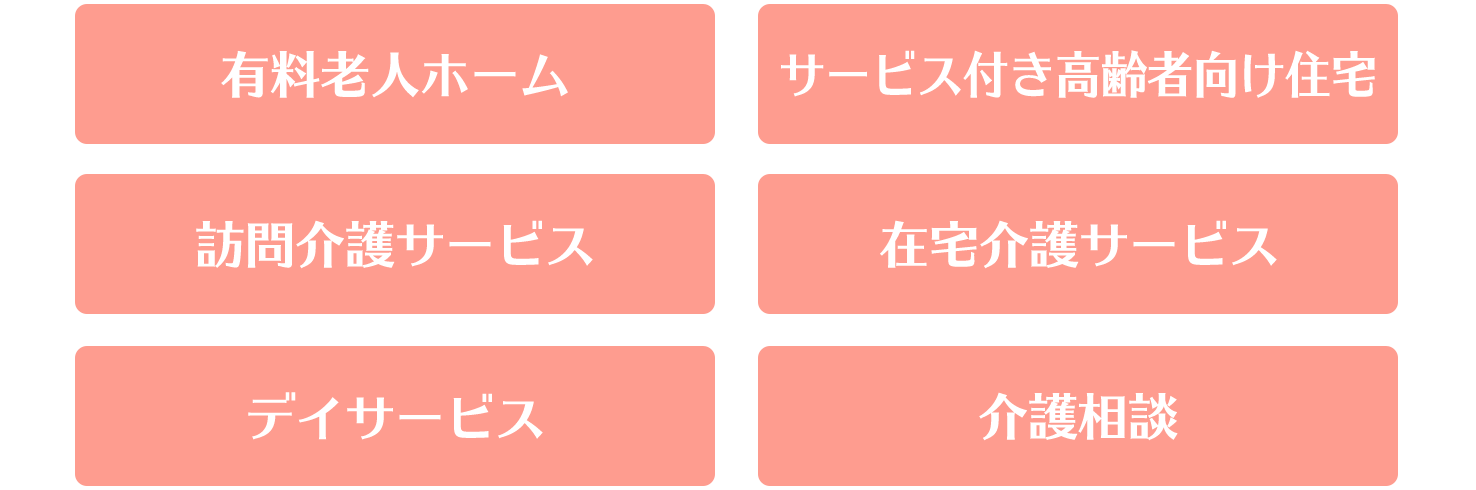 有料老人ホーム
サービス付き高齢者向け住宅
訪問介護サービス
在宅介護サービス
デイサービス
介護相談